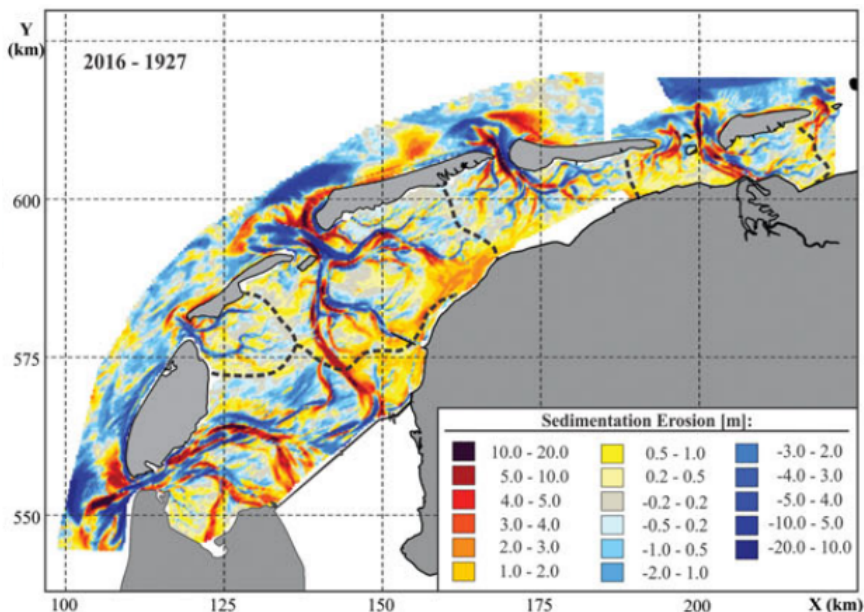 Y
(km)
2016 - 1927
600
575
550
100 125 150 175 200 X (km)
Sedimentation Erosion [m]:
10.0 - 20.0 0.5 - 1.0 -3.0 - 2.0
5.0 - 10.0 0.2 - 0.5 -4.0 - 3.0
4.0 - 5.0 -0.2 - 0.2 -5.0 - 4.0
3.0 - 4.0 -0.5 - 0.2 -10.0 - 5.0
2.0 - 3.0 -1.0 - 0.5 -20.0 - 10.0
1.0 - 2.0 -2.0 - 1.0